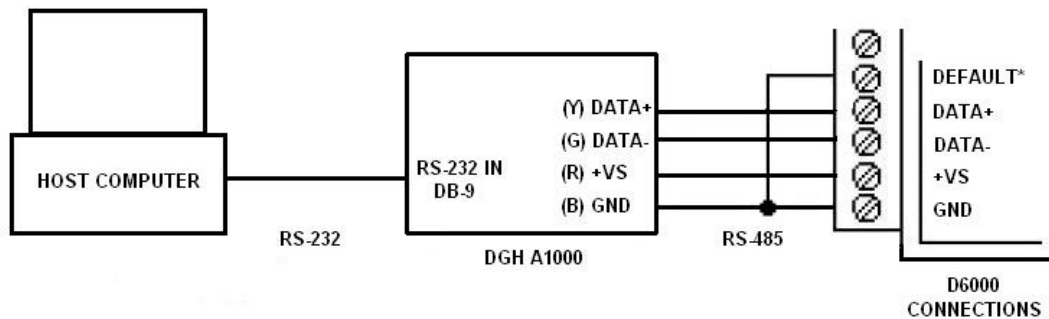 HOST COMPUTER
RS-232
RS-232 IN
DB-9
(Y) DATA+
(G) DATA-
(R) +VS
(B) GND
DGH A1000
RS-485
DEFAULT*
DATA+
DATA-
+VS
GND
D6000
CONNECTIONS